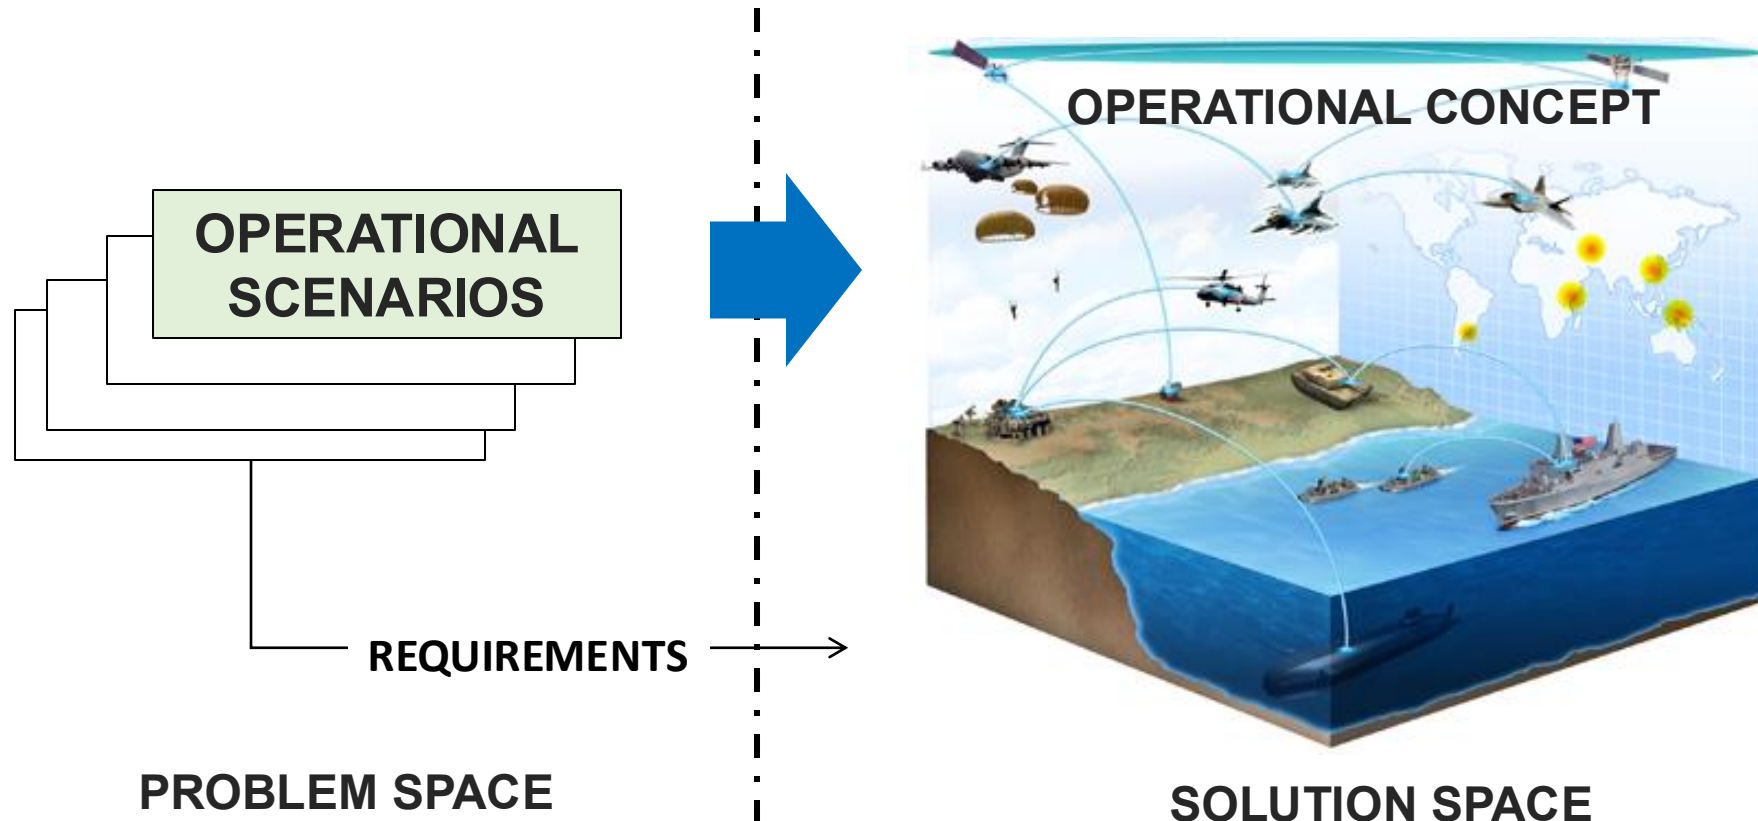 OPERATIONAL
SCENARIOS
REQUIREMENTS
PROBLEM SPACE
OPERATIONAL CONCEPT
SOLUTION SPACE